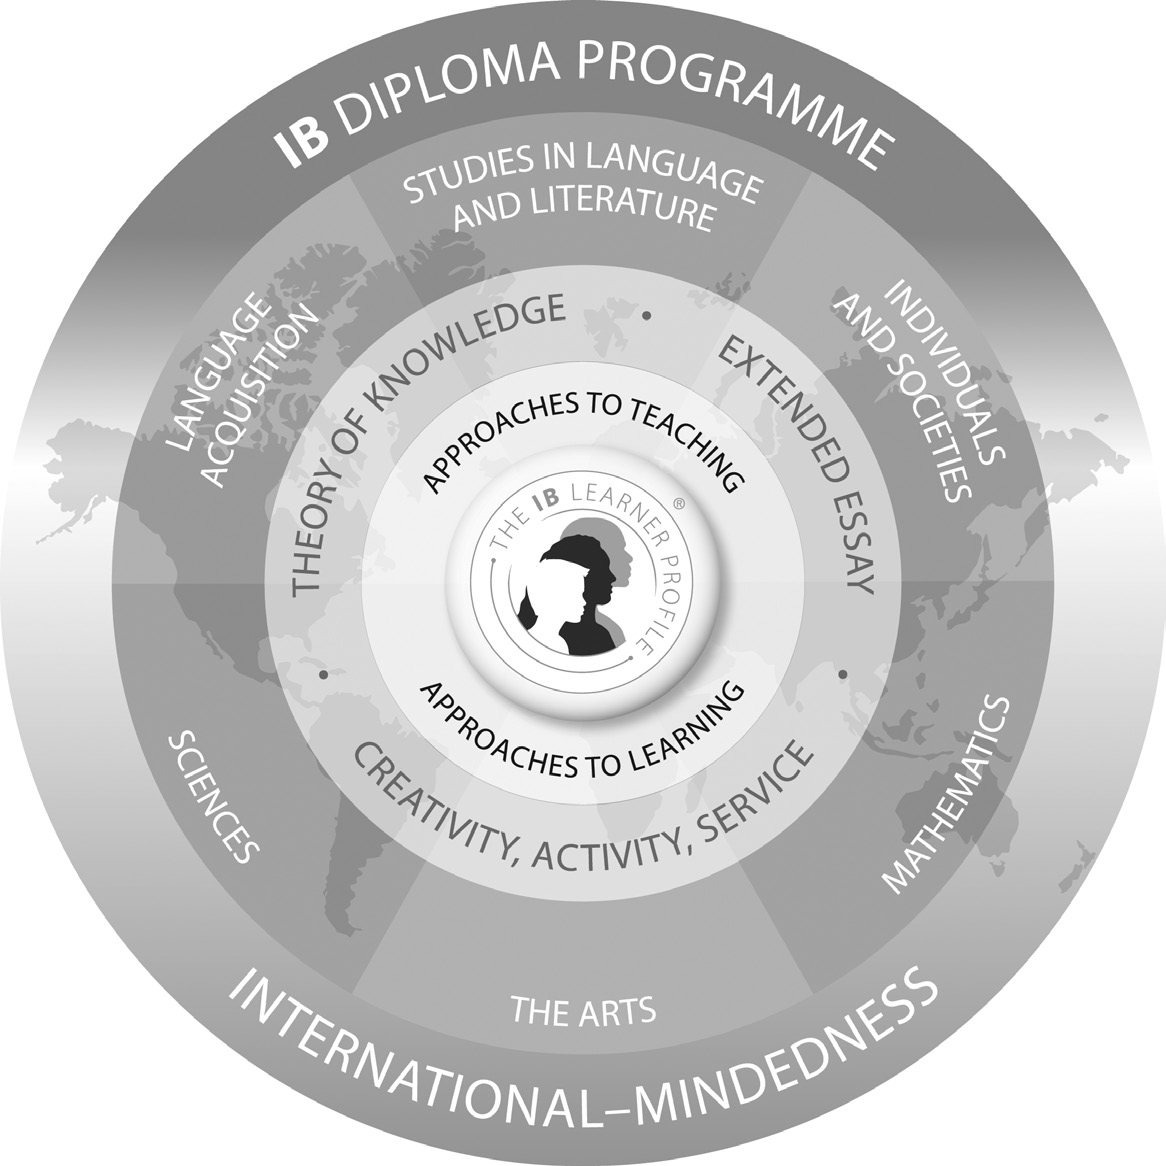 IB DIPLOMA PROGRAMME
STUDIES IN LANGUAGE
AND LITERATURE
LANGUAGE
ACQUISITION
INDIVIDUALS
AND SOCIETIES
THEORY OF KNOWLEDGE
EXTENDED ESSAY
APPROACHES TO TEACHING
THE IB LEARNER PROFILE ®
APPROACHES TO LEARNING
CREATIVITY, ACTIVITY, SERVICE
SCIENCES
MATHEMATICS
THE ARTS
INTERNATIONAL–MINDEDNESS